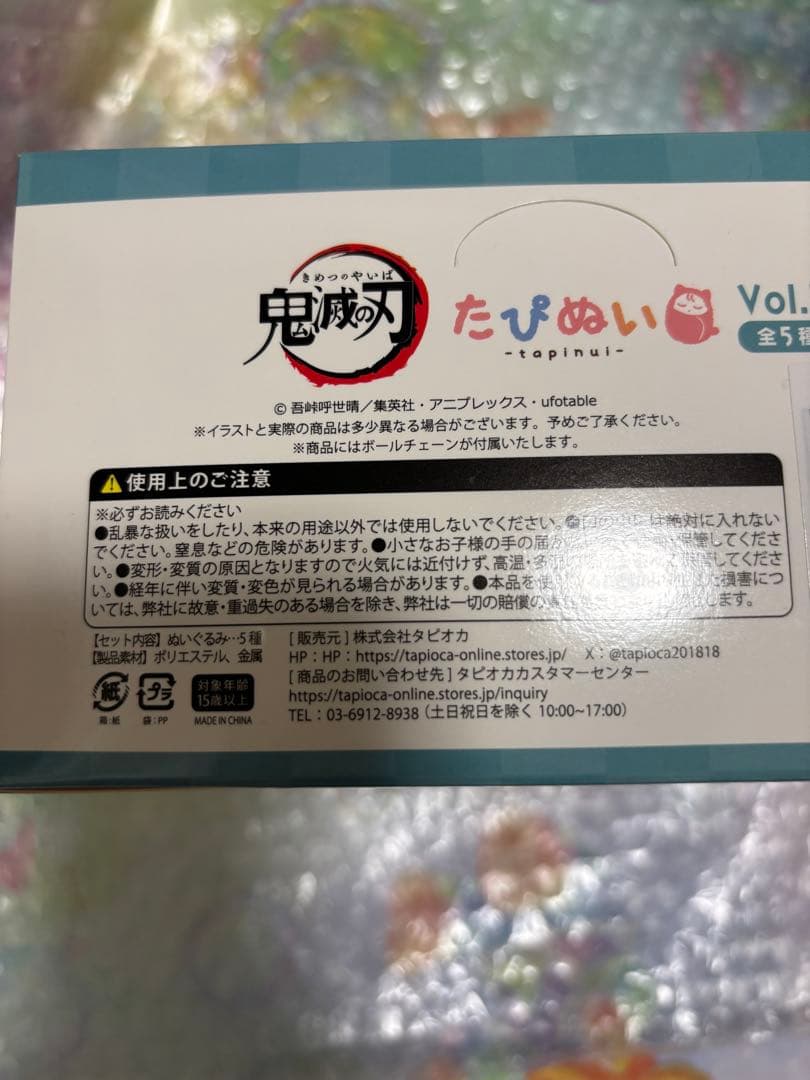 きめつのやいば
鬼滅の刃
たぴぬい
-tapinui-
Vol.
全5種
© 吾峠呼世晴／集英社・アニプレックス・ufotable
※イラストと実際の商品は多少異なる場合がございます。予めご了承ください。
※商品にはボールチェーンが付属いたします。
使用上のご注意
※必ずお読みください
●乱暴な扱いをしたり、本来の用途以外では使用しないでください。 は絶対に入れない
でください。窒息などの危険があります。●小さなお子様の手の届か 保管してくださ
い。●変形・変質の原因となりますので火気には近付けず、高温・多 してくださ
い。●経年に伴い変質・変色が見られる場合があります。●本品を使 損害につ
いては、弊社に故意・重過失のある場合を除き、弊社は一切の賠償の します。
【セット内容】ぬいぐるみ…5種
【製品素材】ポリエステル、金属
紙
箱:紙
プラ
袋:PP
対象年齢
15歳以上
MADE IN CHINA
[ 販売元 ] 株式会社タピオカ
HP：HP：https://tapioca-online.stores.jp/ X：@tapioca201818
[ 商品のお問い合わせ先 ] タピオカカスタマーセンター
https://tapioca-online.stores.jp/inquiry
TEL：03-6912-8938（土日祝日を除く 10:00~17:00）